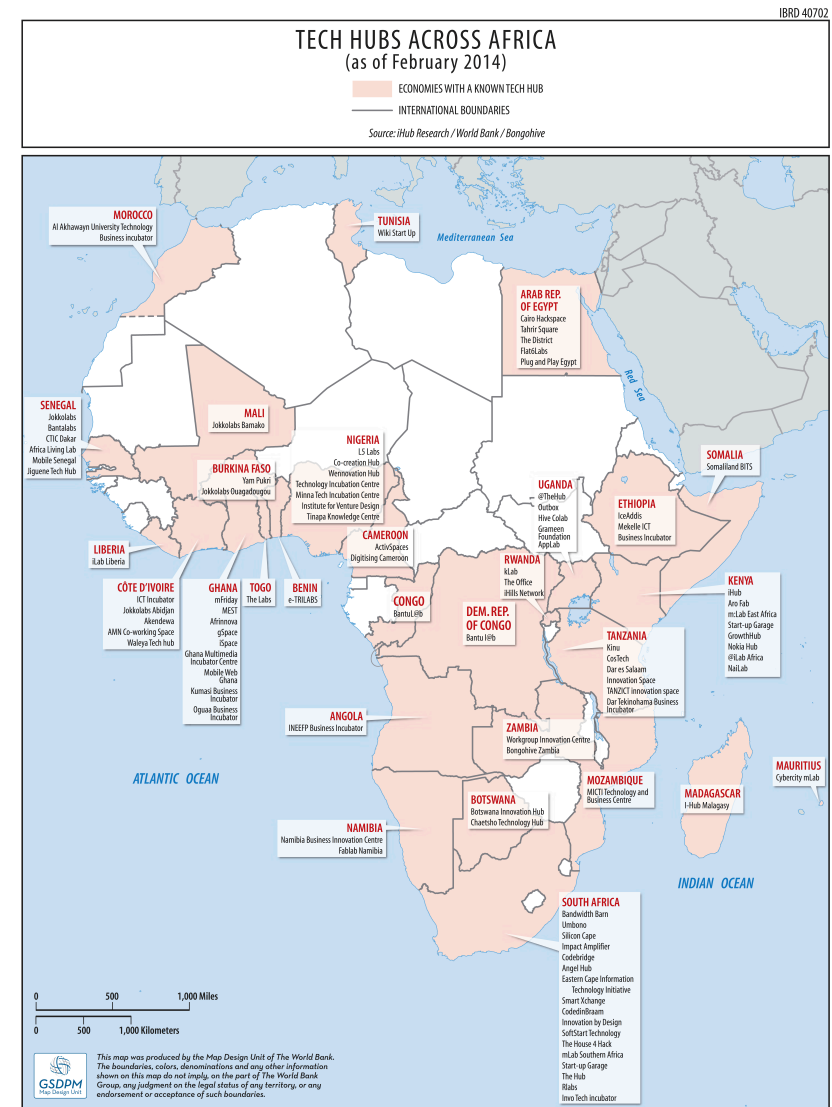 IBRD 40702
TECH HUBS ACROSS AFRICA
(as of February 2014)
ECONOMIES WITH A KNOWN TECH HUB
INTERNATIONAL BOUNDARIES
Source: iHub Research / World Bank / Bongohive
MOROCCO
Al Akhawayn University Technology
Business incubator
TUNISIA
Wiki Start Up
Mediterranean Sea
ARAB REP.
OF EGYPT
Cairo Hackspace
Tahrir Square
The District
Flat6Labs
Plug and Play Egypt
Red Sea
SENEGAL
Jokkolabs
Bantalabs
CTIC Dakar
Africa Living Lab
Mobile Senegal
Jiguene Tech Hub
MALI
Jokkolabs Bamako
BURKINA FASO
Yam Pukri
Jokkolabs Ouagadougou
NIGERIA
L5 Labs
Co-creation Hub
Wennovation Hub
Technology Incubation Centre
Minna Tech Incubation Centre
Institute for Venture Design
Tinapa Knowledge Centre
CAMEROON
ActivSpaces
Digitising Cameroon
UGANDA
@TheHub
Outbox
Hive Colab
Grameen
Foundation
AppLab
ETHIOPIA
IceAddis
Mekelle ICT
Business Incubator
SOMALIA
Somaliland BITS
LIBERIA
iLab Liberia
CÔTE D'IVOIRE
ICT Incubator
Jokkolabs Abidjan
Akendewa
AMN Co-working Space
Waleya Tech hub
GHANA
mFriday
MEST
Afrinnova
gSpace
iSpace
Ghana Multimedia
Incubator Centre
Mobile Web
Ghana
Kumasi Business
Incubator
Oguaa Business
Incubator
TOGO
The Labs
BENIN
e-TRILABS
CONGO
BantuL@b
DEM. REP.
OF CONGO
Bantu l@b
RWANDA
kLab
The Office
iHills Network
KENYA
iHub
Aro Fab
m:Lab East Africa
Start-up Garage
GrowthHub
Nokia Hub
@iLab Africa
NaiLab
TANZANIA
Kinu
CosTech
Dar es Salaam
Innovation Space
TANZICT innovation space
Dar Tekinohama Business
Incubator
ANGOLA
INEEFP Business Incubator
ZAMBIA
Workgroup Innovation Centre
Bongohive Zambia
MOZAMBIQUE
MICTI Technology and
Business Centre
MADAGASCAR
I-Hub Malagasy
MAURITIUS
Cybercity mLab
BOTSWANA
Botswana Innovation Hub
Chaetsho Technology Hub
NAMIBIA
Namibia Business Innovation Centre
Fablab Namibia
ATLANTIC OCEAN
INDIAN OCEAN
SOUTH AFRICA
Bandwidth Barn
Umbono
Silicon Cape
Impact Amplifier
Codebridge
Angel Hub
Eastern Cape Information
Technology Initiative
Smart Xchange
CodedinBraam
Innovation by Design
SoftStart Technology
The House 4 Hack
mLab Southern Africa
Start-up Garage
The Hub
Rlabs
Invo Tech incubator
0 500 1,000 Miles
0 500 1,000 Kilometers
GSDPM
Map Design Unit
This map was produced by the Map Design Unit of The World Bank.
The boundaries, colors, denominations and any other information
shown on this map do not imply, on the part of The World Bank
Group, any judgment on the legal status of any territory, or any
endorsement or acceptance of such boundaries.